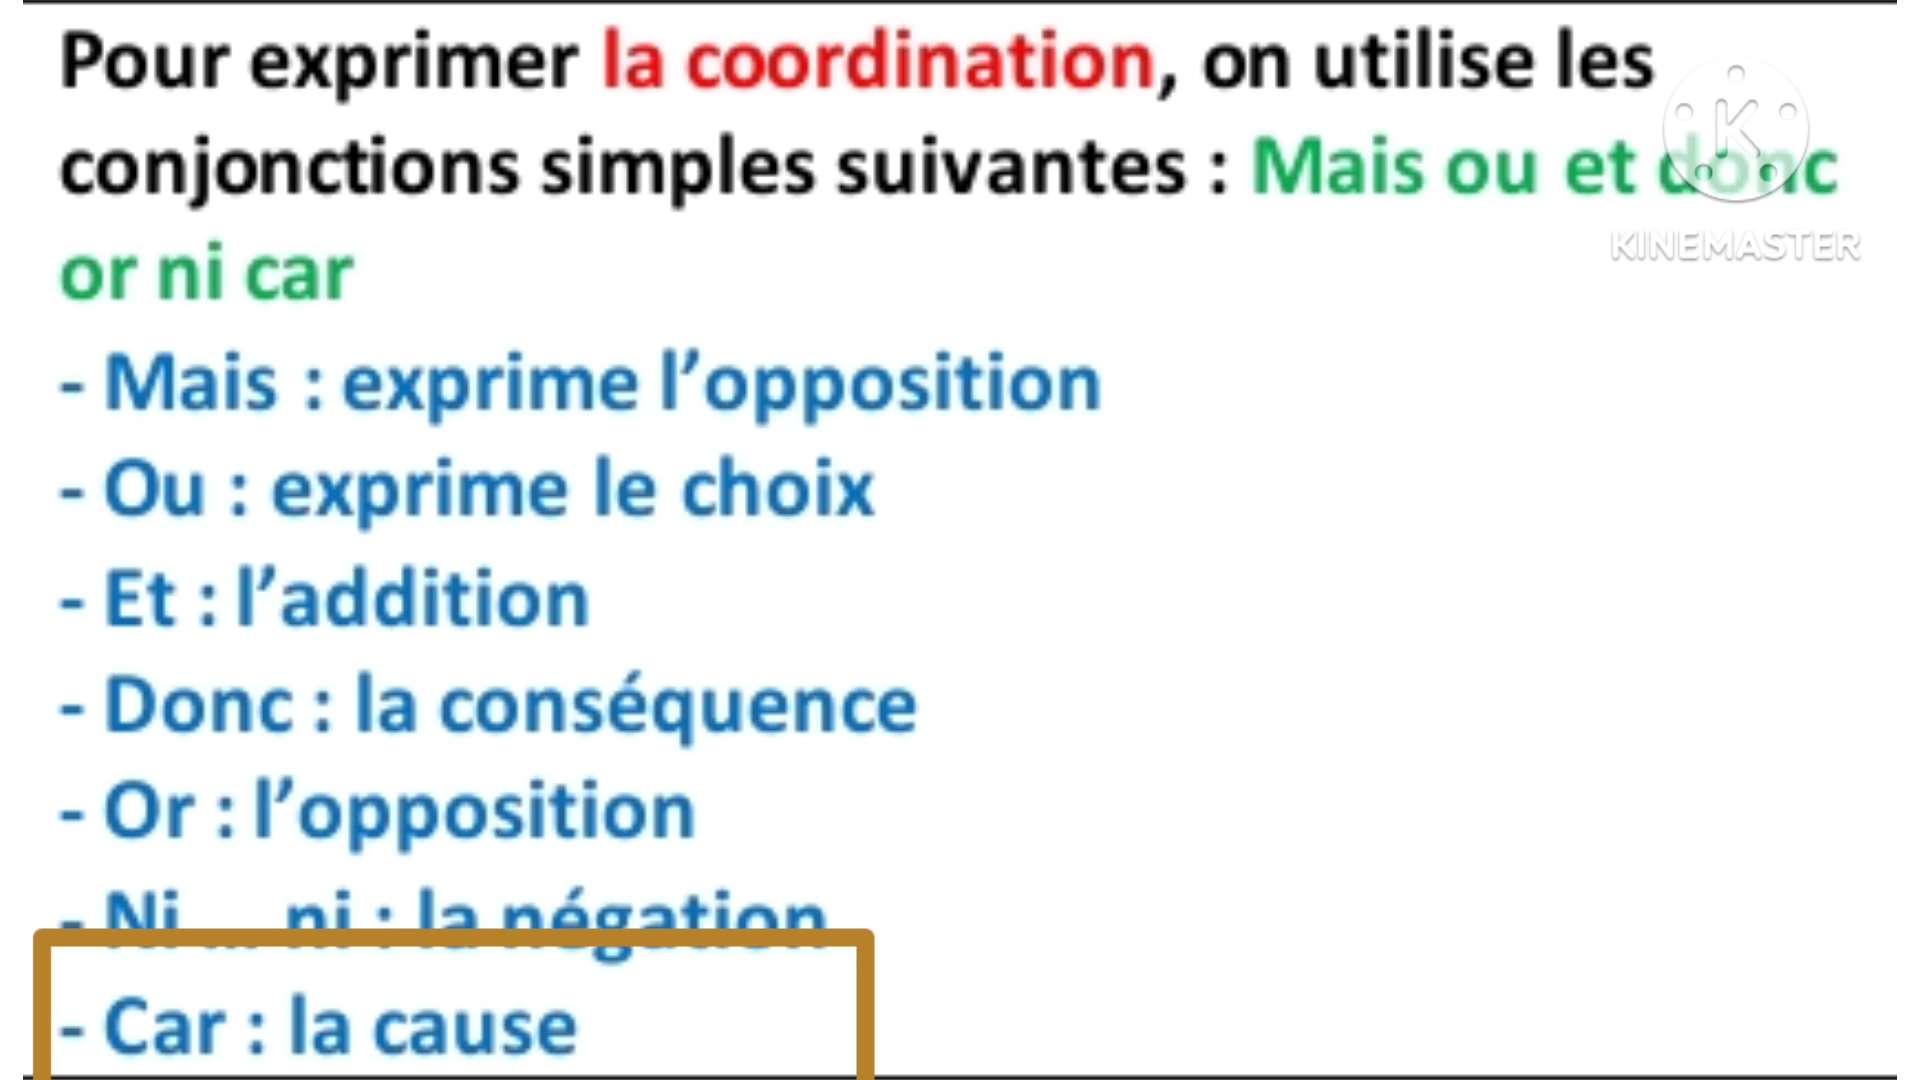 Pour exprimer la coordination, on utilise les
conjonctions simples suivantes : Mais ou et donc
or ni car
KINEMASTER
- Mais : exprime l’opposition
- Ou : exprime le choix
- Et : l’addition
- Donc : la conséquence
- Or : l’opposition
- Ni ... ni : la négation
- Car : la cause